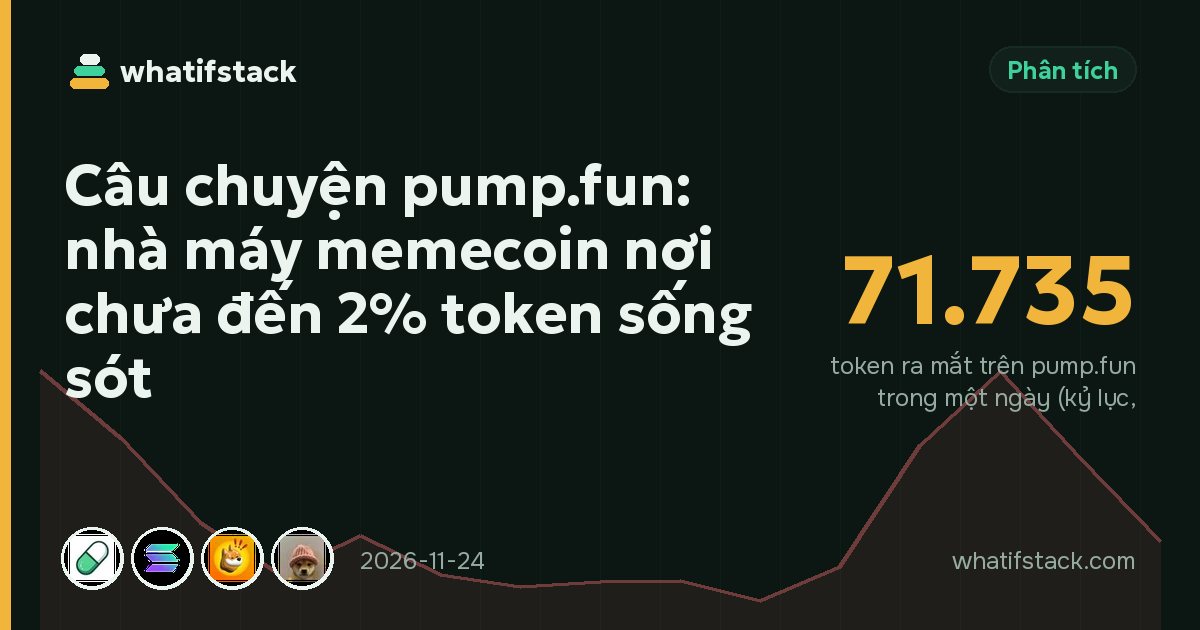 whatifstack
Phân tích
Câu chuyện pump.fun:
nhà máy memecoin nơi
chưa đến 2% token sống
sót
71.735
token ra mắt trên pump.fun
trong một ngày (kỷ lục,
2026-11-24
whatifstack.com